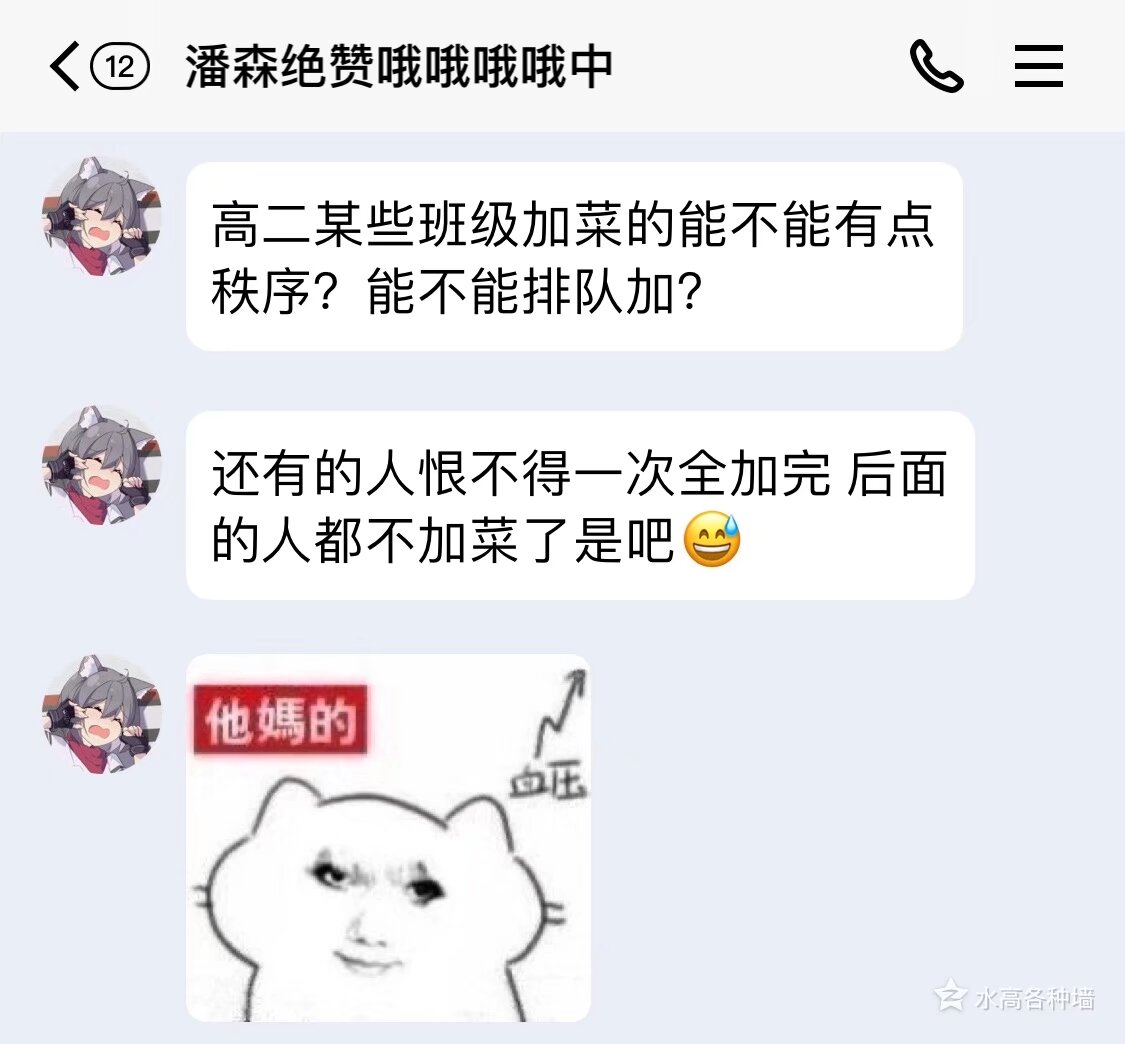 12
潘森绝赞哦哦哦哦中
高二某些班级加菜的能不能有点
秩序？能不能排队加？
还有的人恨不得一次全加完 后面
的人都不加菜了是吧😅
他媽的
血压
水高各种墙